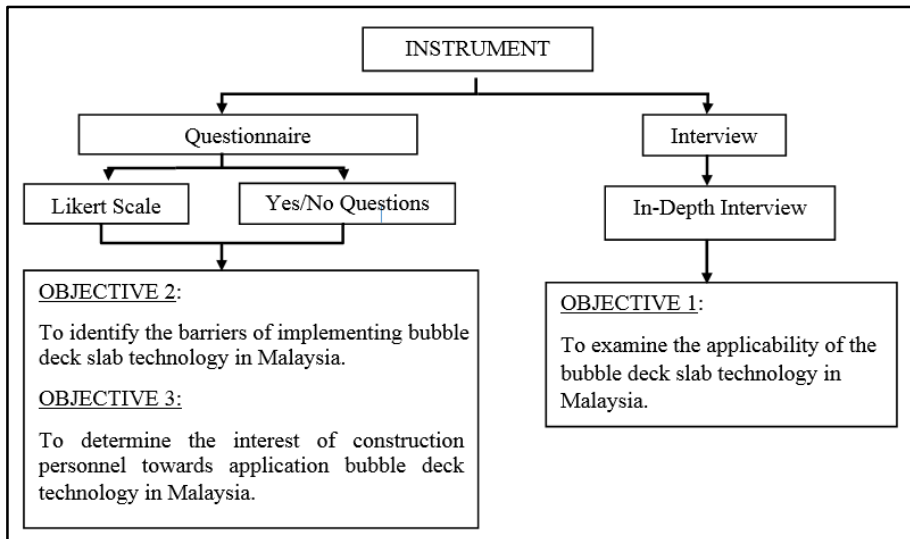 INSTRUMENT
Questionnaire
Interview
Likert Scale
Yes/No Questions
In-Depth Interview
OBJECTIVE 2:
To identify the barriers of implementing bubble
deck slab technology in Malaysia.
OBJECTIVE 3:
To determine the interest of construction
personnel towards application bubble deck
technology in Malaysia.
OBJECTIVE 1:
To examine the applicability of the
bubble deck slab technology in
Malaysia.